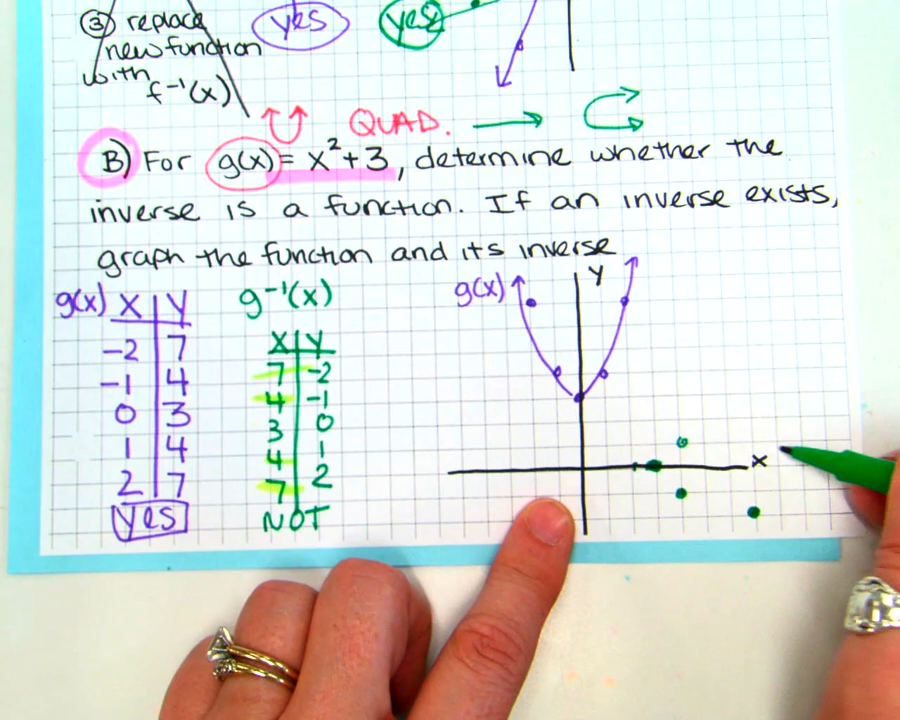 ③ replace
new function
with
f⁻¹(x)
yes
yes
QUAD.
B) For g(x) = x² + 3, determine whether the
inverse is a function. If an inverse exists,
graph the function and its inverse
g(x) X | Y
-2 | 7
-1 | 4
0 | 3
1 | 4
2 | 7
yes
g⁻¹(x)
X | Y
7 | -2
4 | -1
3 | 0
4 | 1
7 | 2
NOT
g(x)
Y
X